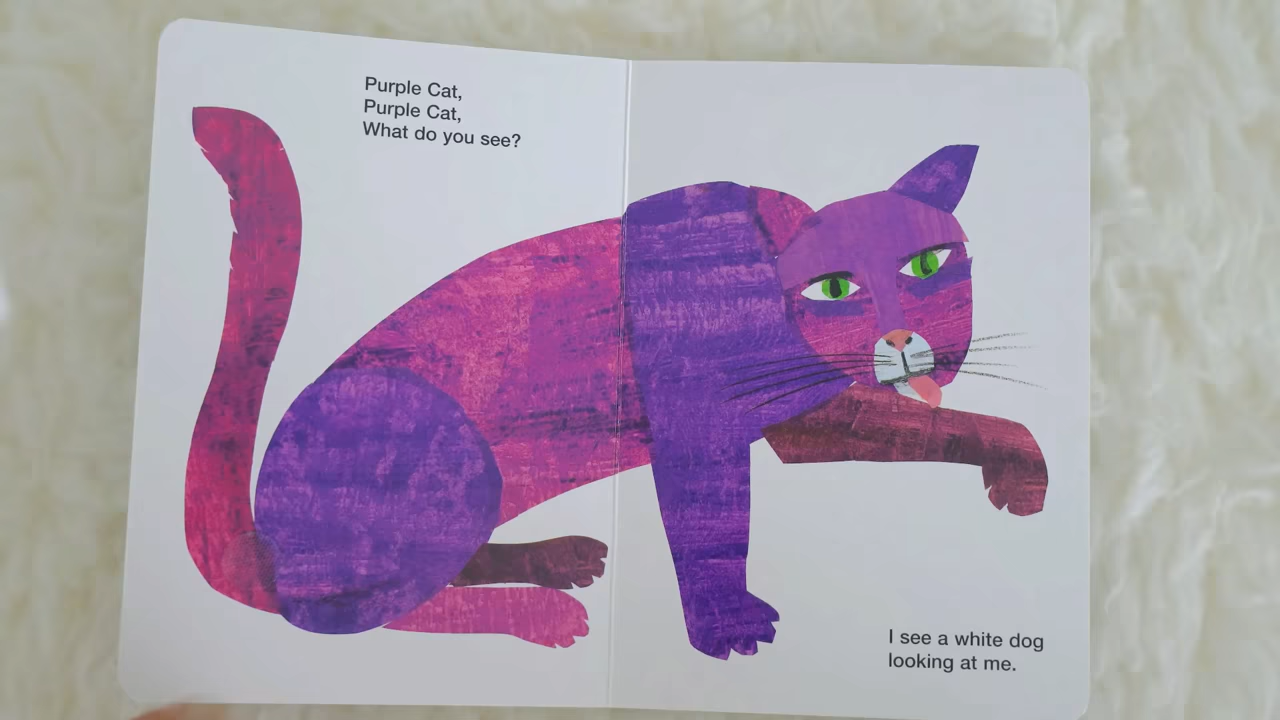 Purple Cat,
Purple Cat,
What do you see?
I see a white dog
looking at me.